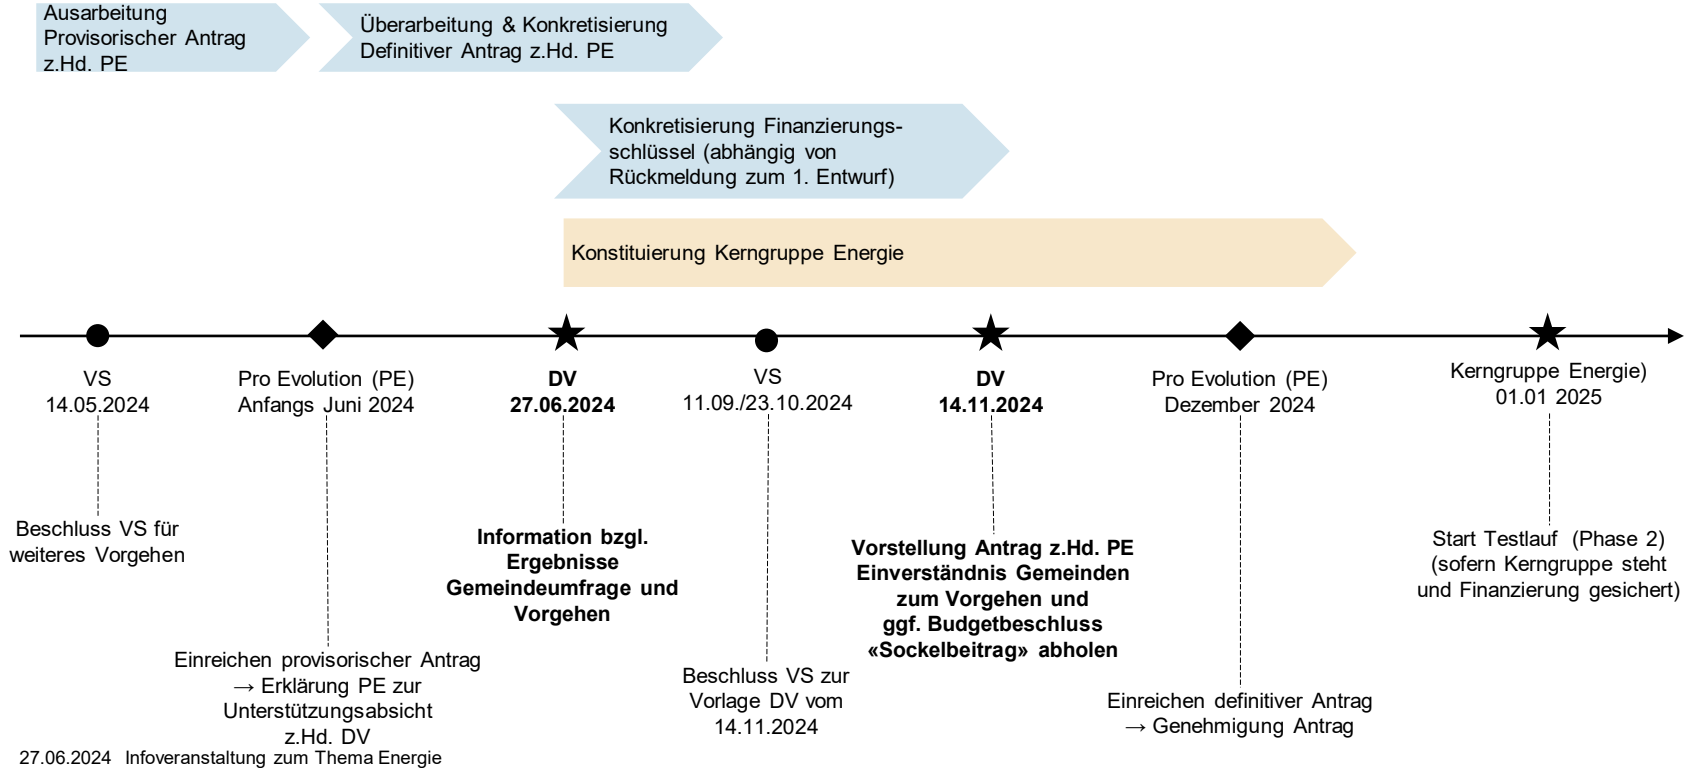 Ausarbeitung
Provisorischer Antrag
z.Hd. PE
Überarbeitung & Konkretisierung
Definitiver Antrag z.Hd. PE
Konkretisierung Finanzierungs-
schlüssel (abhängig von
Rückmeldung zum 1. Entwurf)
Konstituierung Kerngruppe Energie
VS
14.05.2024
Pro Evolution (PE)
Anfangs Juni 2024
DV
27.06.2024
VS
11.09./23.10.2024
DV
14.11.2024
Pro Evolution (PE)
Dezember 2024
Kerngruppe Energie)
01.01 2025
Beschluss VS für
weiteres Vorgehen
Einreichen provisorischer Antrag
→ Erklärung PE zur
Unterstützungsabsicht
z.Hd. DV
Information bzgl.
Ergebnisse
Gemeindeumfrage und
Vorgehen
Beschluss VS zur
Vorlage DV vom
14.11.2024
Vorstellung Antrag z.Hd. PE
Einverständnis Gemeinden
zum Vorgehen und
ggf. Budgetbeschluss
«Sockelbeitrag» abholen
Einreichen definitiver Antrag
→ Genehmigung Antrag
Start Testlauf (Phase 2)
(sofern Kerngruppe steht
und Finanzierung gesichert)
27.06.2024 Infoveranstaltung zum Thema Energie